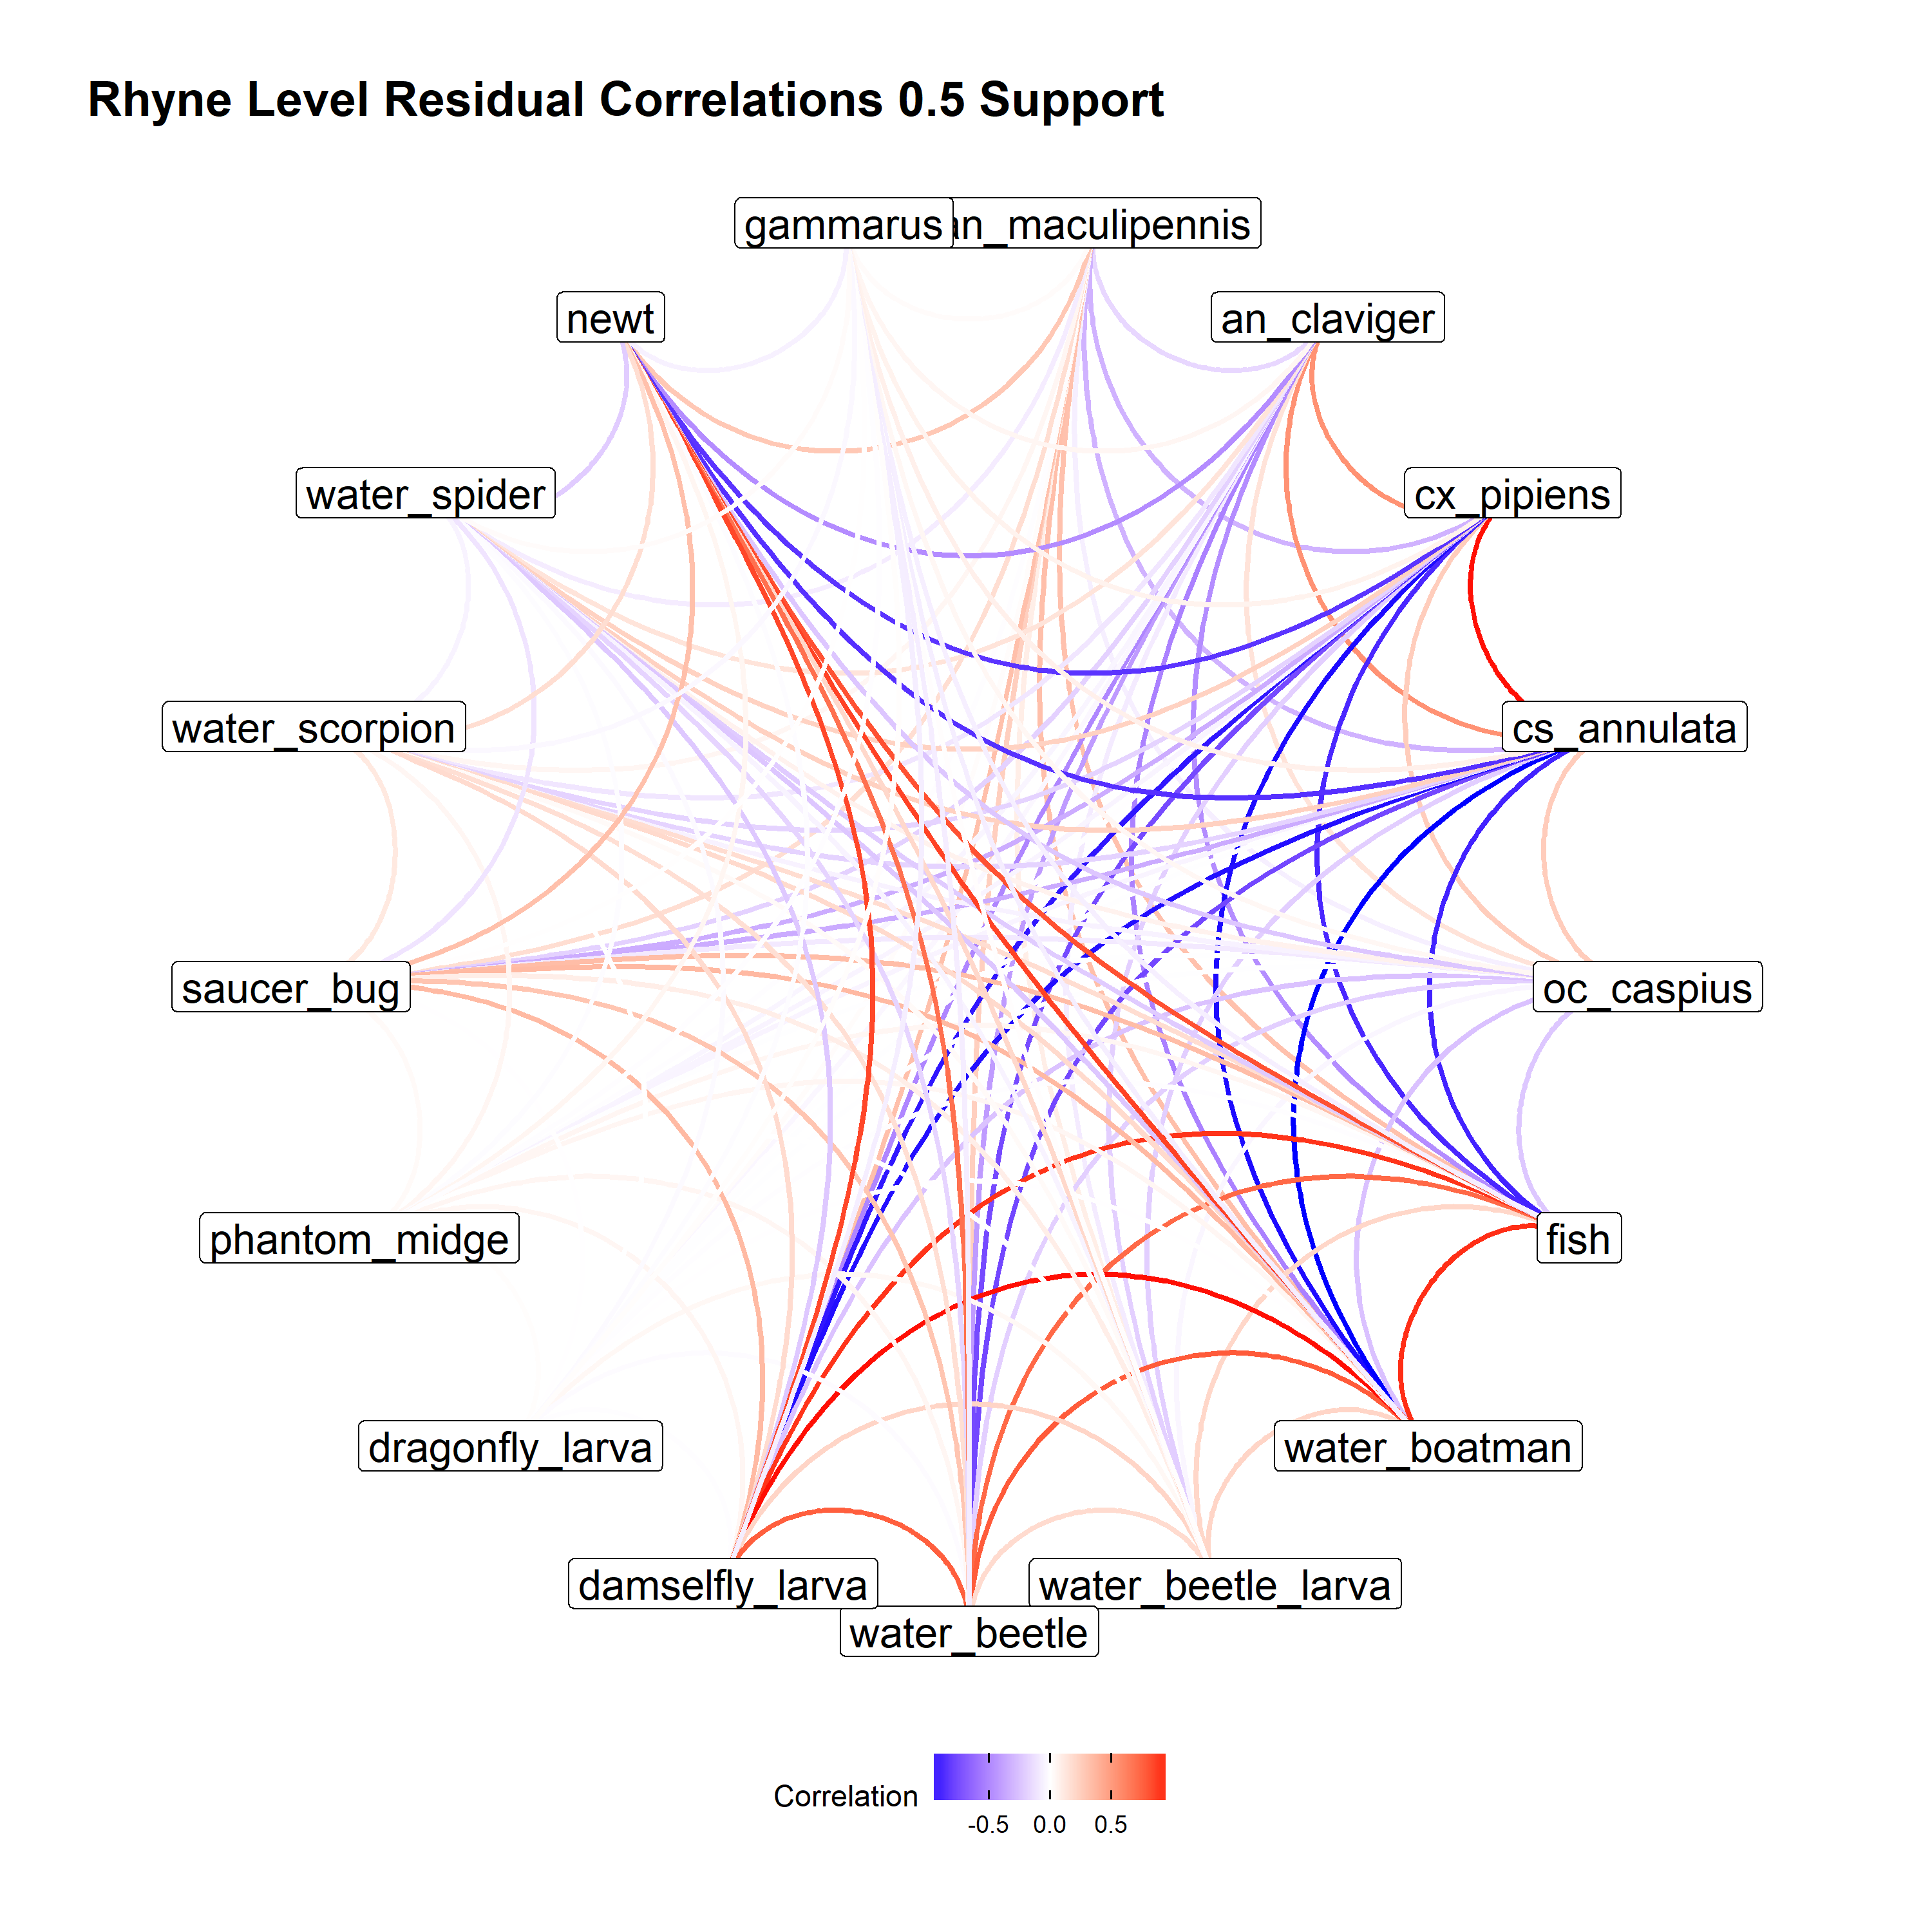 Rhyne Level Residual Correlations 0.5 Support
gammarus
an_maculipennis
newt
an_claviger
water_spider
cx_pipiens
water_scorpion
cs_annulata
saucer_bug
oc_caspius
phantom_midge
fish
dragonfly_larva
water_boatman
damselfly_larva
water_beetle_larva
water_beetle
Correlation
-0.5 0.0 0.5